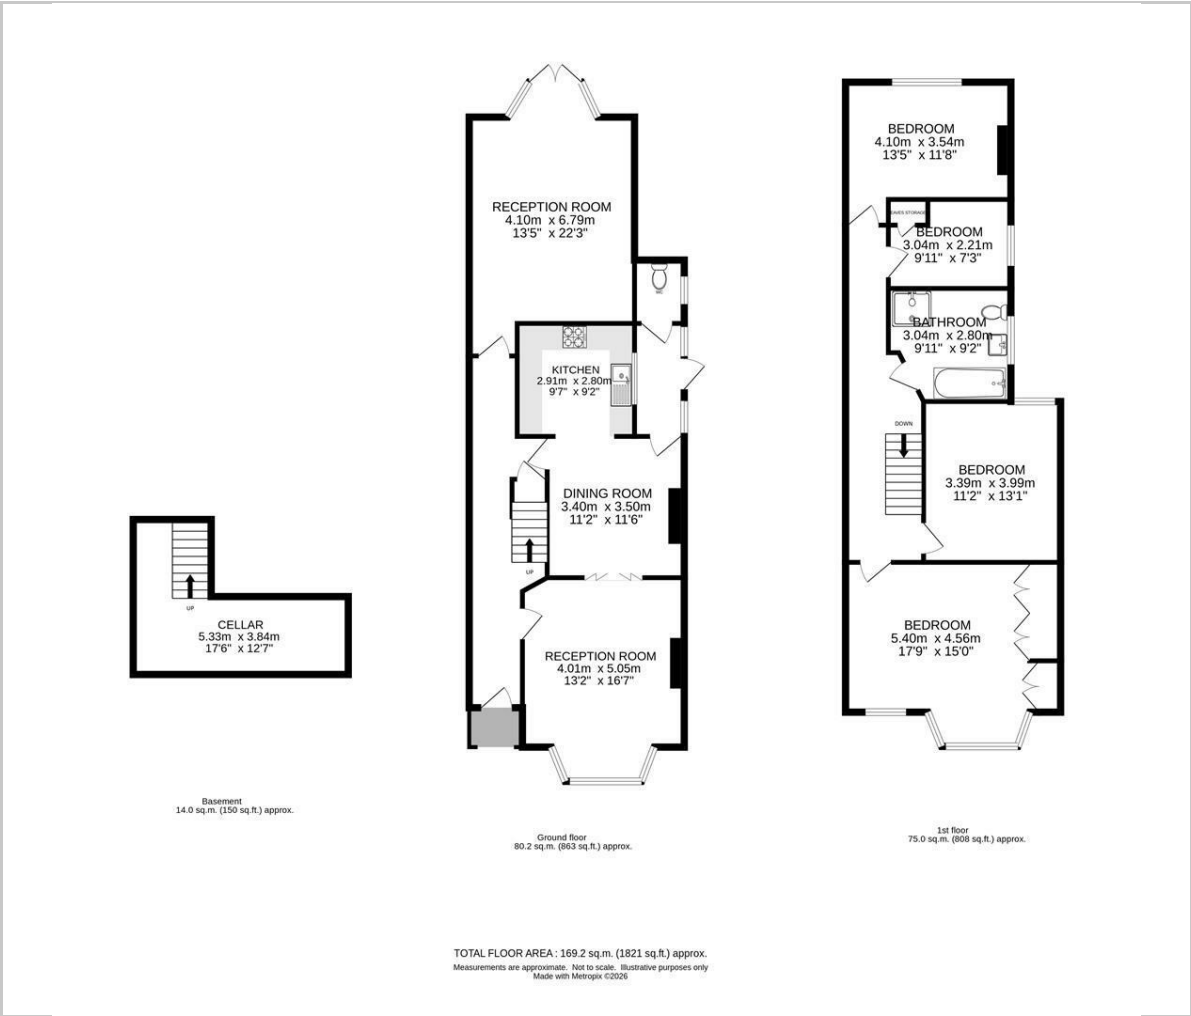 RECEPTION ROOM
4.10m x 6.79m
13'5" x 22'3"
WC
KITCHEN
2.91m x 2.80m
9'7" x 9'2"
DINING ROOM
3.40m x 3.50m
11'2" x 11'6"
UP
RECEPTION ROOM
4.01m x 5.05m
13'2" x 16'7"
BEDROOM
4.10m x 3.54m
13'5" x 11'8"
EAVES STORAGE
BEDROOM
3.04m x 2.21m
9'11" x 7'3"
BATHROOM
3.04m x 2.80m
9'11" x 9'2"
DOWN
BEDROOM
3.39m x 3.99m
11'2" x 13'1"
BEDROOM
5.40m x 4.56m
17'9" x 15'0"
UP
CELLAR
5.33m x 3.84m
17'6" x 12'7"
Basement
14.0 sq.m. (150 sq.ft.) approx.
Ground floor
80.2 sq.m. (863 sq.ft.) approx.
1st floor
75.0 sq.m. (808 sq.ft.) approx.
TOTAL FLOOR AREA : 169.2 sq.m. (1821 sq.ft.) approx.
Measurements are approximate. Not to scale. Illustrative purposes only
Made with Metropix ©2026